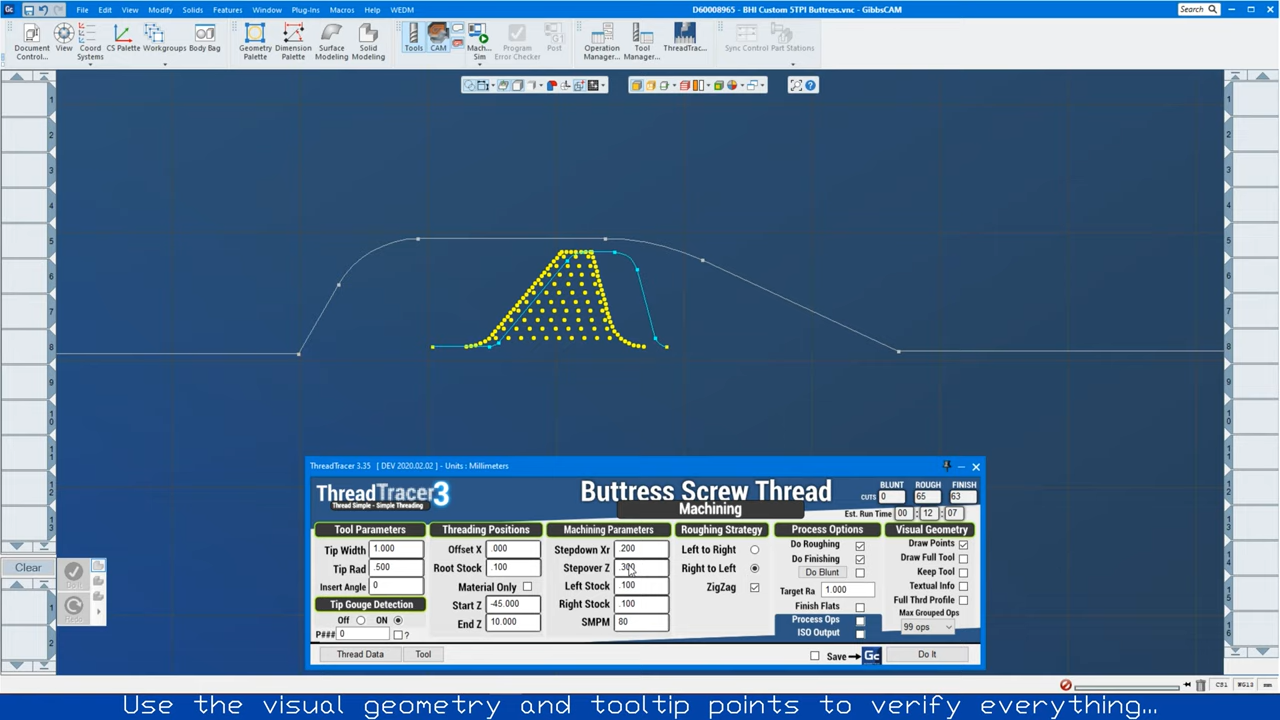 File Edit View Modify Solids Features Window Plug-Ins Macros Help WEDM
D60008965 - BHI Custom 5TPI Buttress.vnc - GibbsCAM
Search
Document Control...
View
Coord Systems
CS Palette
Workgroups
Body Bag
Geometry Palette
Dimension Palette
Surface Modeling
Solid Modeling
Tools
CAM
Mach... Sim
Program Error Checker
Post
Operation Manager...
Tool Manager...
ThreadTrac...
Sync Control
Part Stations
Clear
ThreadTracer 3.35 [ DEV 2020.02.02 ] - Units : Millimeters
ThreadTracer 3
Thread Simple - Simple Threading
Buttress Screw Thread
Machining
BLUNT ROUGH FINISH
CUTS 0 65 63
Est. Run Time 00 : 12 : 07
Tool Parameters
Tip Width 1.000
Tip Rad .500
Insert Angle 0
Tip Gouge Detection
Off ON
P### 0 ?
Threading Positions
Offset X .000
Root Stock .100
Material Only
Start Z -45.000
End Z 10.000
Machining Parameters
Stepdown Xr .200
Stepover Z .300
Left Stock .100
Right Stock .100
SMPM 80
Roughing Strategy
Left to Right
Right to Left
ZigZag
Process Options
Do Roughing
Do Finishing
Do Blunt
Target Ra 1.000
Finish Flats
Process Ops
ISO Output
Visual Geometry
Draw Points
Draw Full Tool
Keep Tool
Textual Info
Full Thrd Profile
Max Grouped Ops
99 ops
Thread Data
Tool
Save
Gc
Do It
CS1 WG13 mm
Use the visual geometry and tooltip points to verify everything...